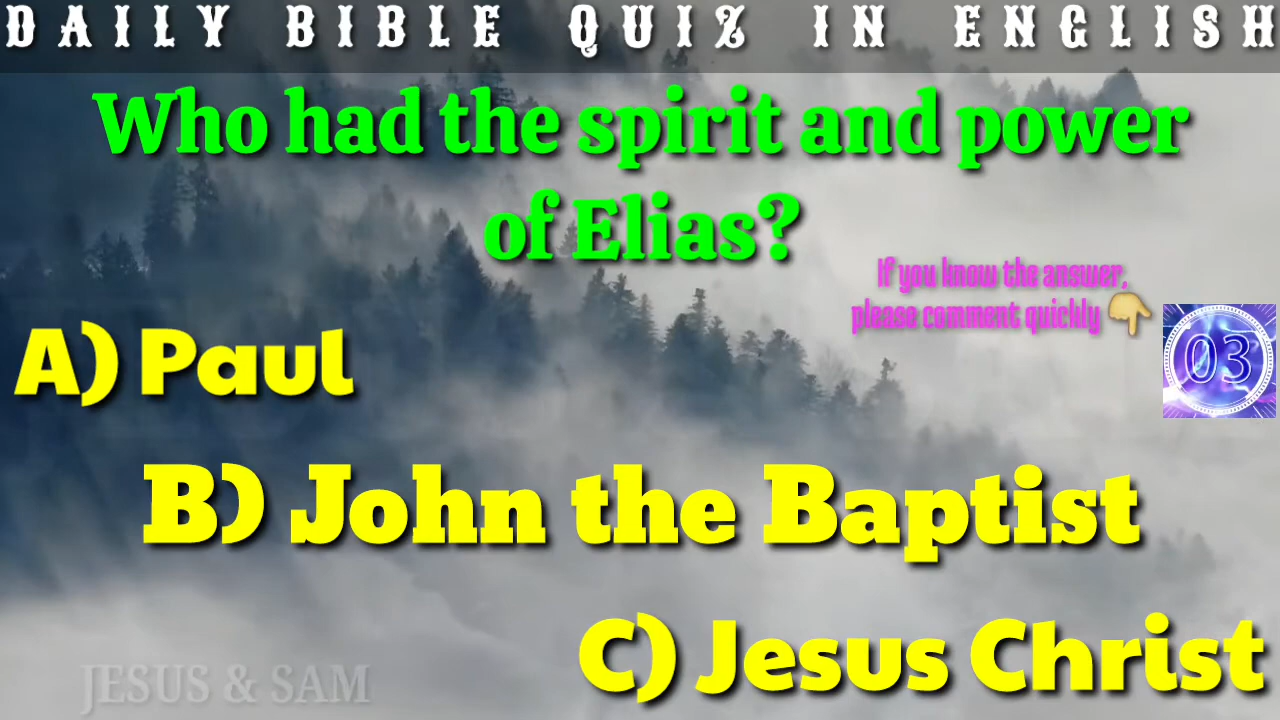 DAILY BIBLE QUIZ IN ENGLISH
Who had the spirit and power
of Elias?
If you know the answer,
please comment quickly 👇
03
A) Paul
B) John the Baptist
C) Jesus Christ
JESUS & SAM